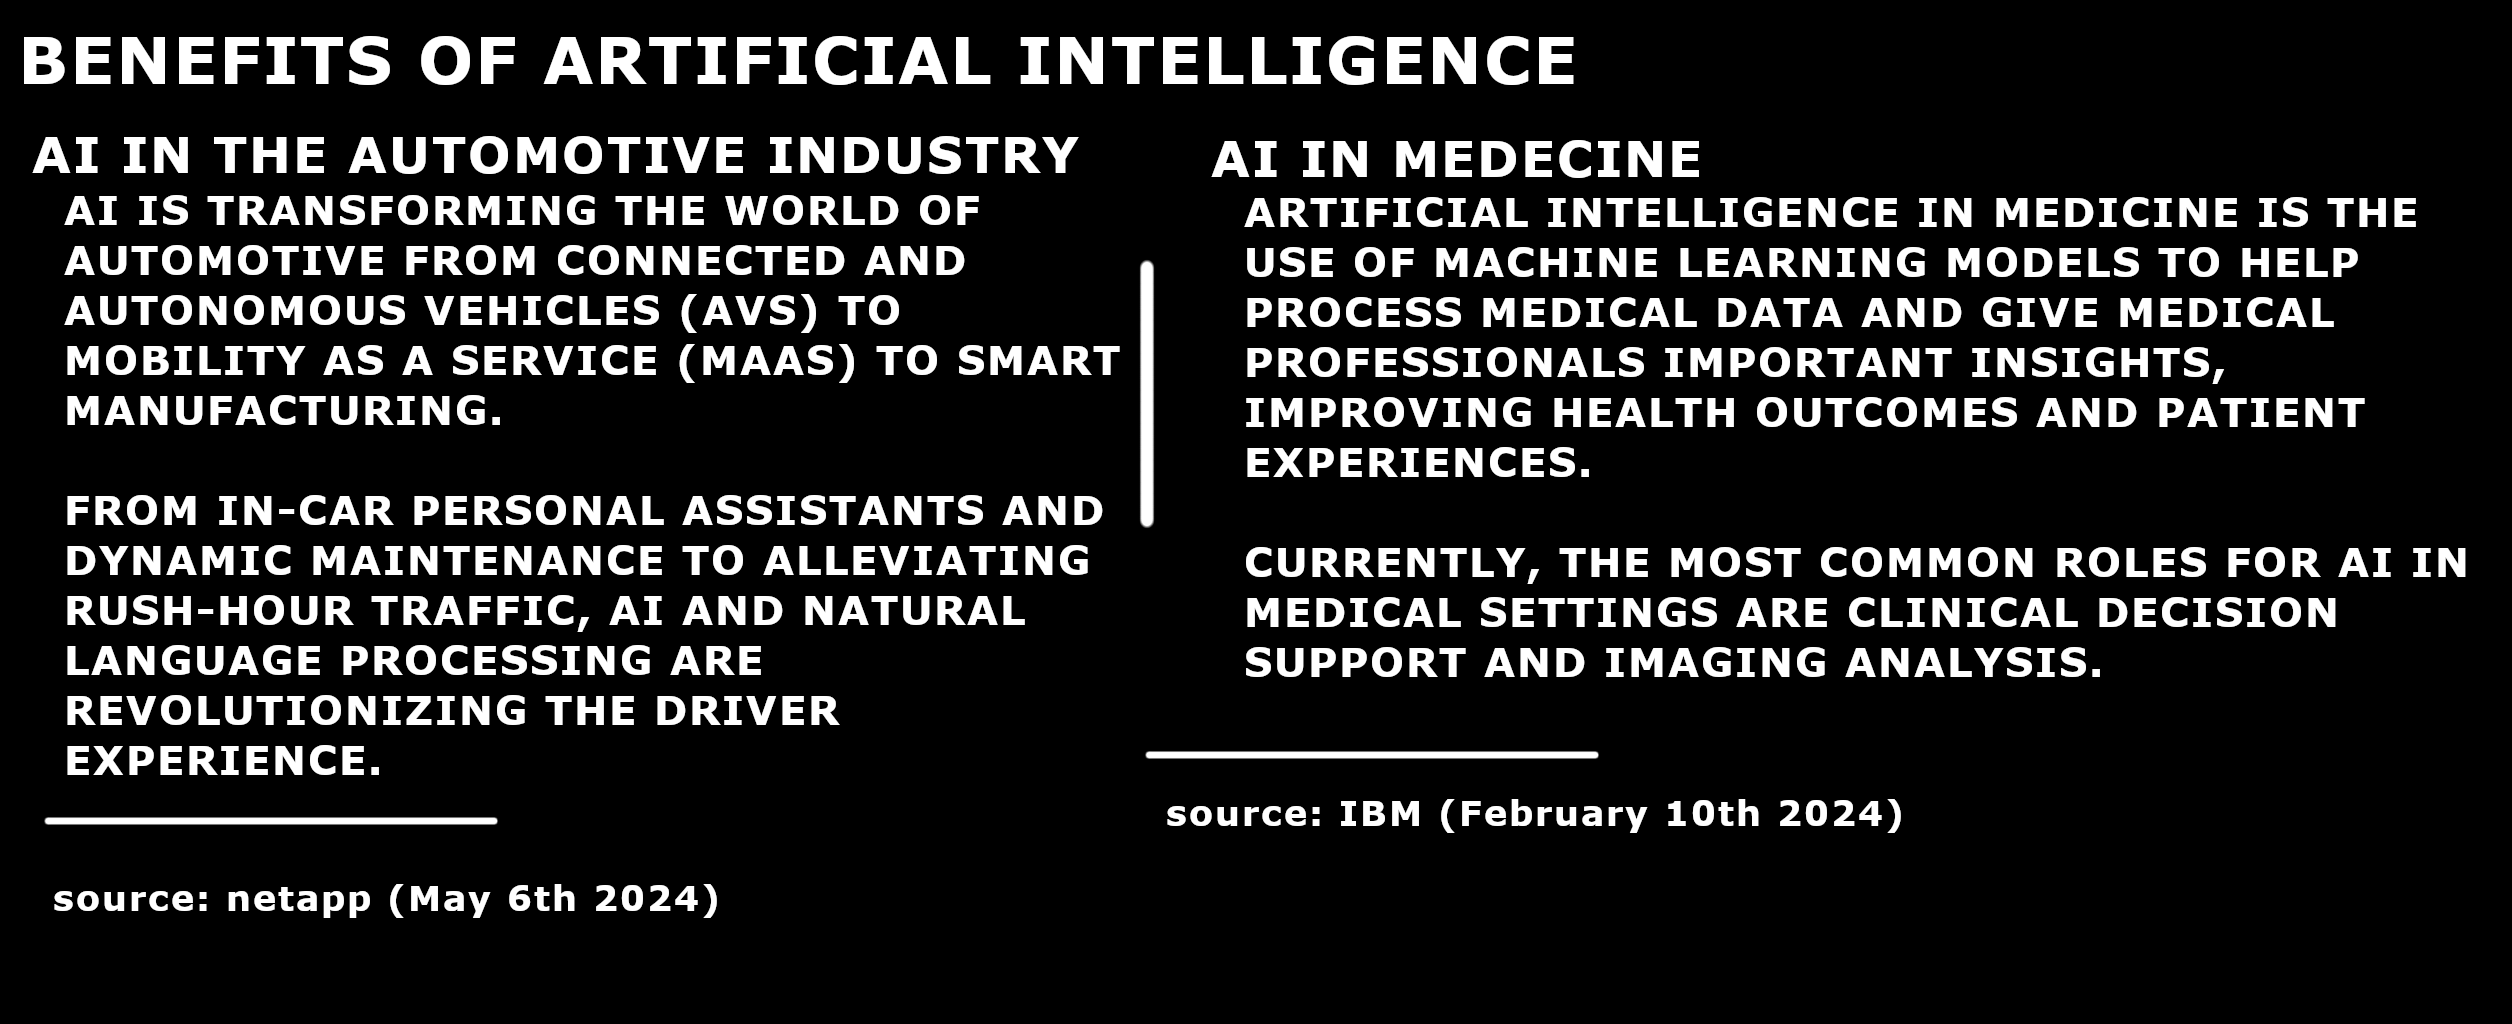 BENEFITS OF ARTIFICIAL INTELLIGENCE
AI IN THE AUTOMOTIVE INDUSTRY
AI IS TRANSFORMING THE WORLD OF
AUTOMOTIVE FROM CONNECTED AND
AUTONOMOUS VEHICLES (AVS) TO
MOBILITY AS A SERVICE (MAAS) TO SMART
MANUFACTURING.
FROM IN-CAR PERSONAL ASSISTANTS AND
DYNAMIC MAINTENANCE TO ALLEVIATING
RUSH-HOUR TRAFFIC, AI AND NATURAL
LANGUAGE PROCESSING ARE
REVOLUTIONIZING THE DRIVER
EXPERIENCE.
source: netapp (May 6th 2024)
AI IN MEDECINE
ARTIFICIAL INTELLIGENCE IN MEDICINE IS THE
USE OF MACHINE LEARNING MODELS TO HELP
PROCESS MEDICAL DATA AND GIVE MEDICAL
PROFESSIONALS IMPORTANT INSIGHTS,
IMPROVING HEALTH OUTCOMES AND PATIENT
EXPERIENCES.
CURRENTLY, THE MOST COMMON ROLES FOR AI IN
MEDICAL SETTINGS ARE CLINICAL DECISION
SUPPORT AND IMAGING ANALYSIS.
source: IBM (February 10th 2024)